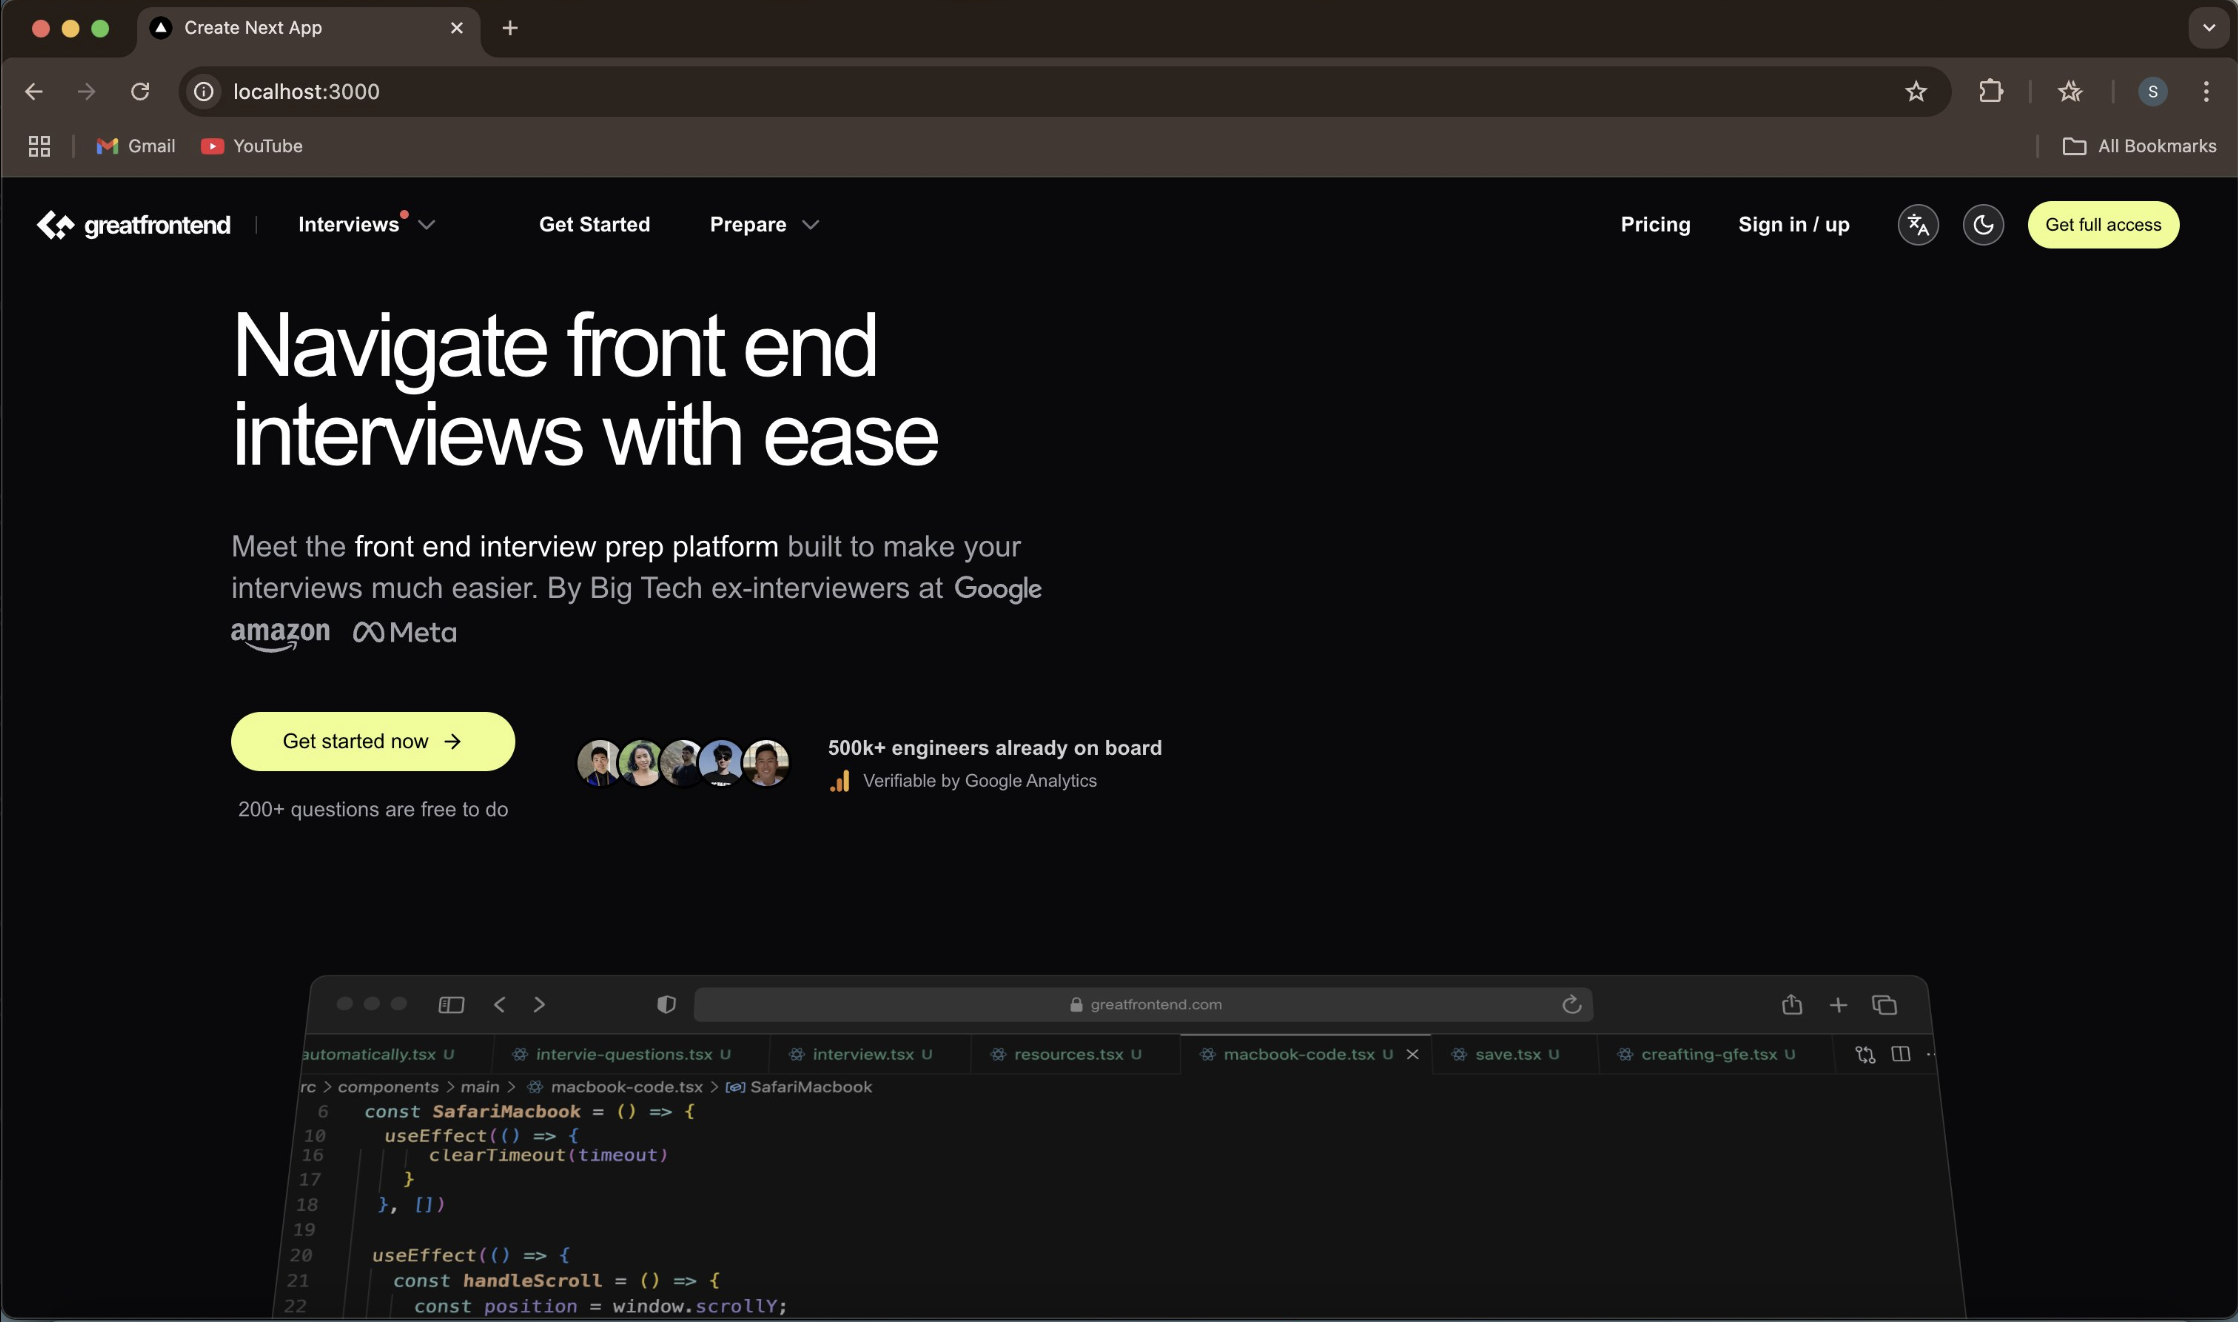 Create Next App
localhost:3000
S
Gmail YouTube All Bookmarks
greatfrontend Interviews Get Started Prepare Pricing Sign in / up Get full access
Navigate front end
interviews with ease
Meet the front end interview prep platform built to make your
interviews much easier. By Big Tech ex-interviewers at Google
amazon Meta
Get started now →
200+ questions are free to do
500k+ engineers already on board
Verifiable by Google Analytics
greatfrontend.com
automatically.tsx U intervie-questions.tsx U interview.tsx U resources.tsx U macbook-code.tsx U save.tsx U creafting-gfe.tsx U
rc > components > main > macbook-code.tsx > SafariMacbook
6 const SafariMacbook = () => {
10 useEffect(() => {
16 clearTimeout(timeout)
17 }
18 }, [])
19
20 useEffect(() => {
21 const handleScroll = () => {
22 const position = window.scrollY;